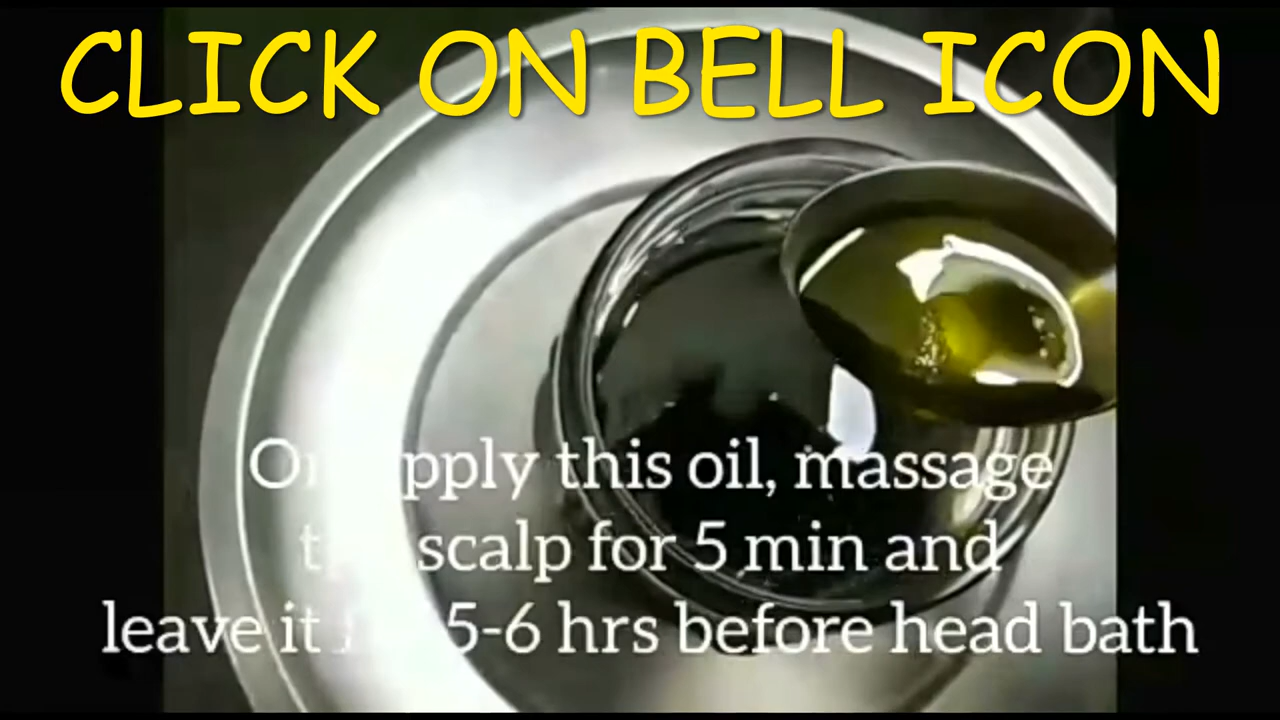 CLICK ON BELL ICON
apply this oil, massage
scalp for 5 min and
leave it 5-6 hrs before head bath